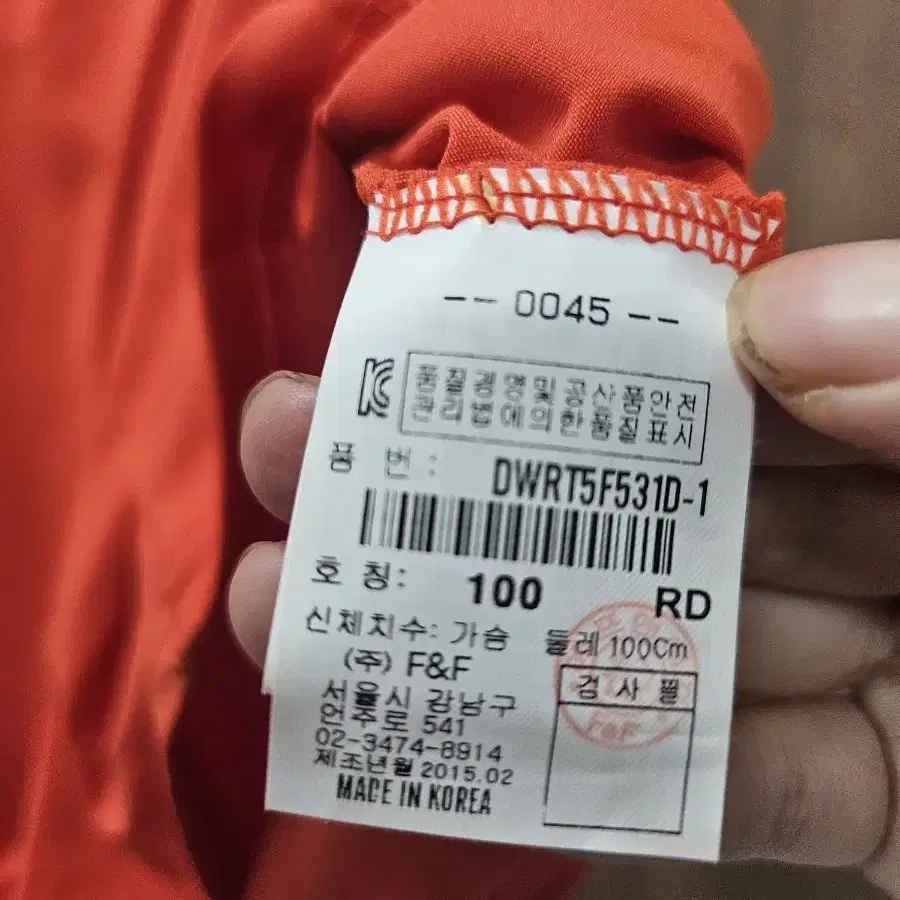 -- 0045 --
KC
품질경영및공산품안전
관리법에의한품질표시
품 번 : DWRT5F531D-1
호 칭: 100 RD
신체치수: 가슴 둘레 100Cm
(주) F&F
서울시 강남구
언주로 541
02-3474-8914
제조년월 2015.02
MADE IN KOREA
검 사 필
F&F